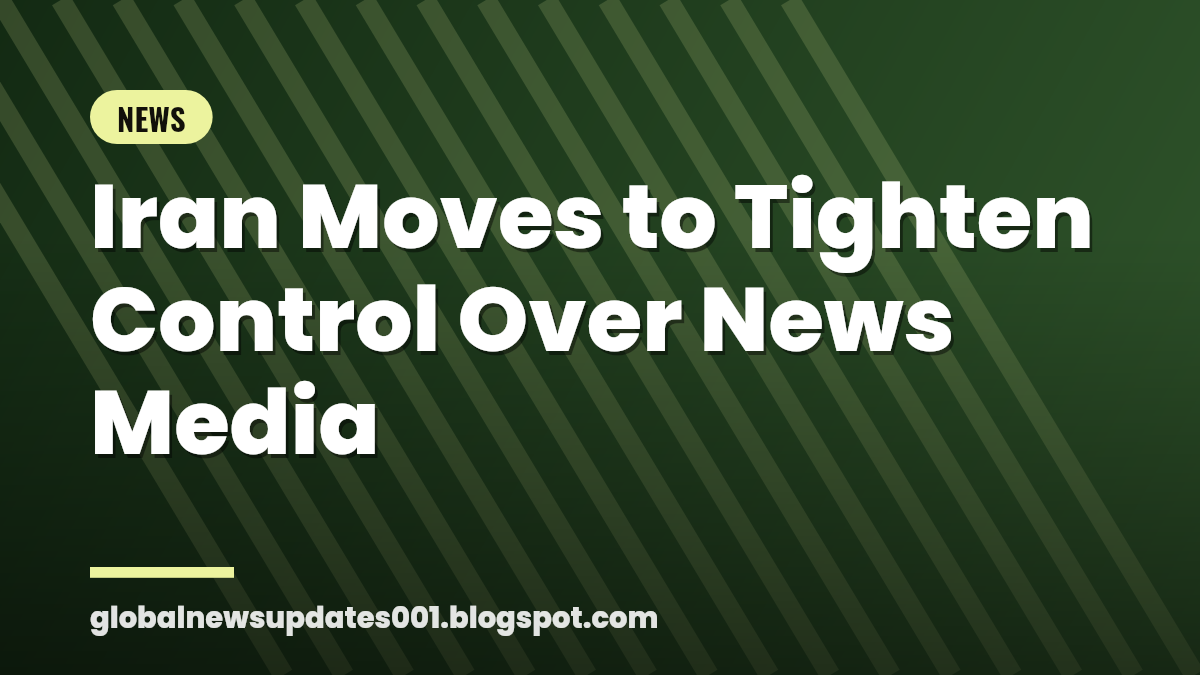 NEWS
Iran Moves to Tighten
Control Over News
Media
globalnewsupdates001.blogspot.com